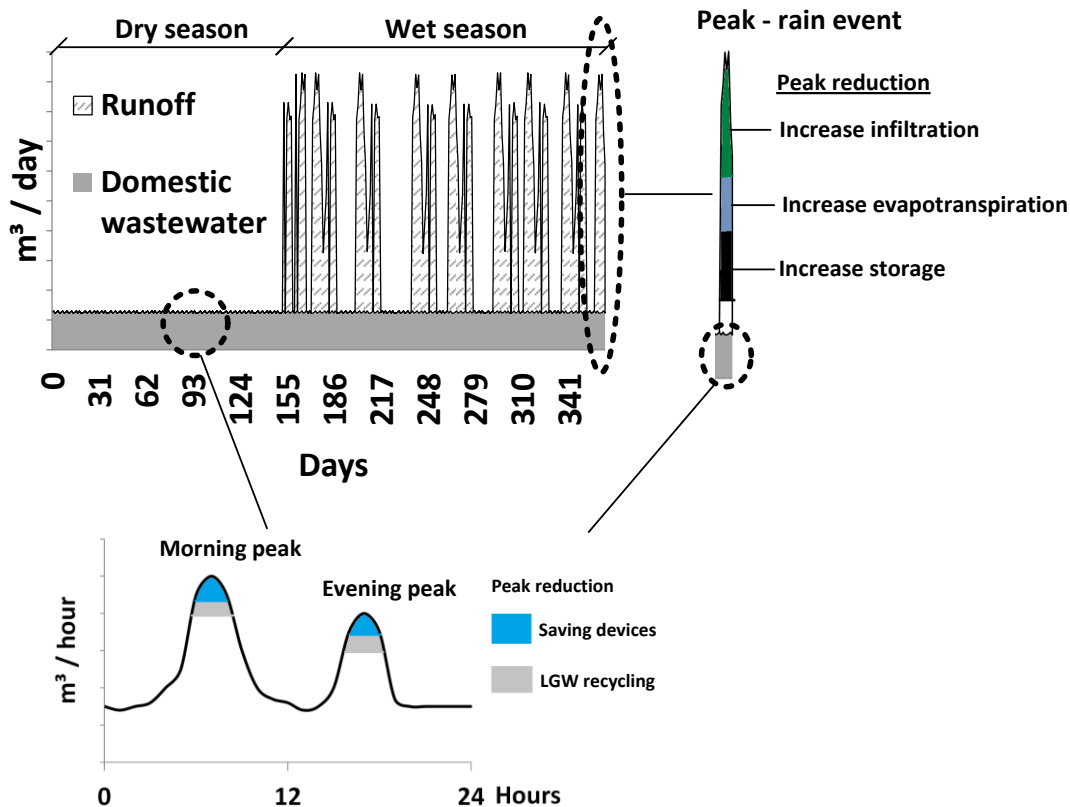 Dry season
Wet season
Peak - rain event
Runoff
Domestic
wastewater
m³ / day
Peak reduction
Increase infiltration
Increase evapotranspiration
Increase storage
0 31 62 93 124 155 186 217 248 279 310 341
Days
Morning peak
Evening peak
m³ / hour
Peak reduction
Saving devices
LGW recycling
0 12 24 Hours